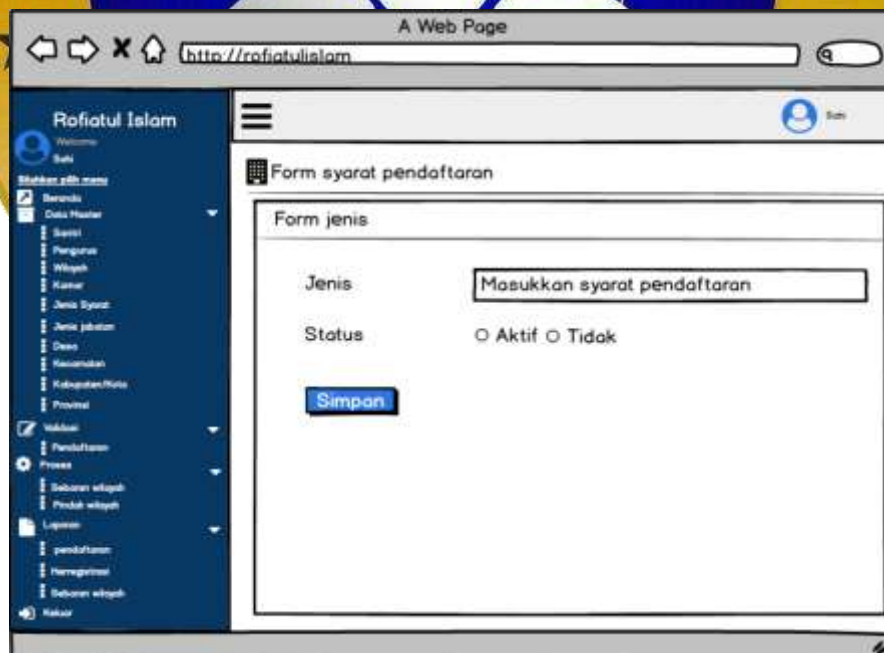 A Web Page
http://rofiatulislam
Rofiatul Islam
Welcome
Silahkan pilih menu
Beranda
Data Master
Santri
Pengurus
Wilayah
Kamar
Jenis Syarat
Jenis jabatan
Desa
Kecamatan
Kabupaten/Kota
Provinsi
Validasi
Pendaftaran
Proses
Sebaran wilayah
Pindah wilayah
Laporan
pendaftaran
Herregistrasi
Sebaran wilayah
Keluar
Form syarat pendaftaran
Form jenis
Jenis
Masukkan syarat pendaftaran
Status
Aktif
Tidak
Simpan